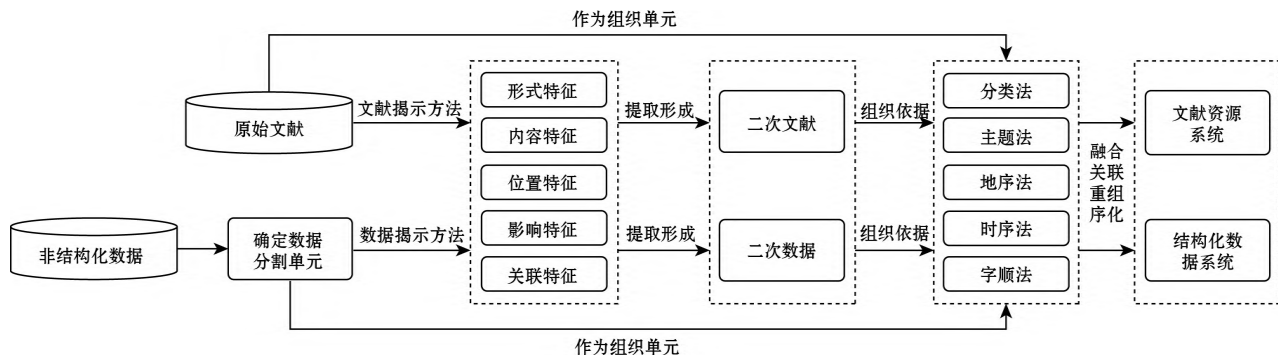 作为组织单元
原始文献
文献揭示方法
形式特征
内容特征
位置特征
影响特征
关联特征
提取形成
二次文献
组织依据
分类法
主题法
地序法
时序法
字顺法
融合
关联
重组
序化
文献资源
系统
非结构化数据
确定数据
分割单元
数据揭示方法
提取形成
二次数据
组织依据
结构化数
据系统
作为组织单元